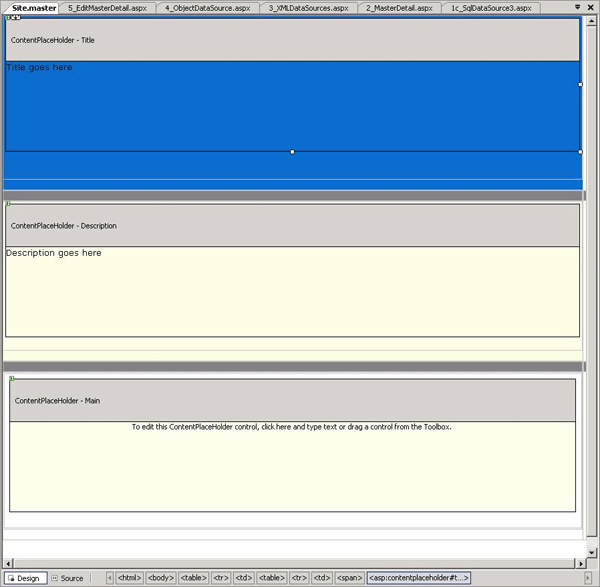 Site.master 5_EditMasterDetail.aspx 4_ObjectDataSource.aspx 3_XMLDataSources.aspx 2_MasterDetail.aspx 1c_SqlDataSource3.aspx
ContentPlaceHolder - Title
Title goes here
ContentPlaceHolder - Description
Description goes here
ContentPlaceHolder - Main
To edit this ContentPlaceHolder control, click here and type text or drag a control from the Toolbox.
Design Source <html> <body> <table> <tr> <td> <table> <tr> <td> <span> <asp:contentplaceholder#t...>